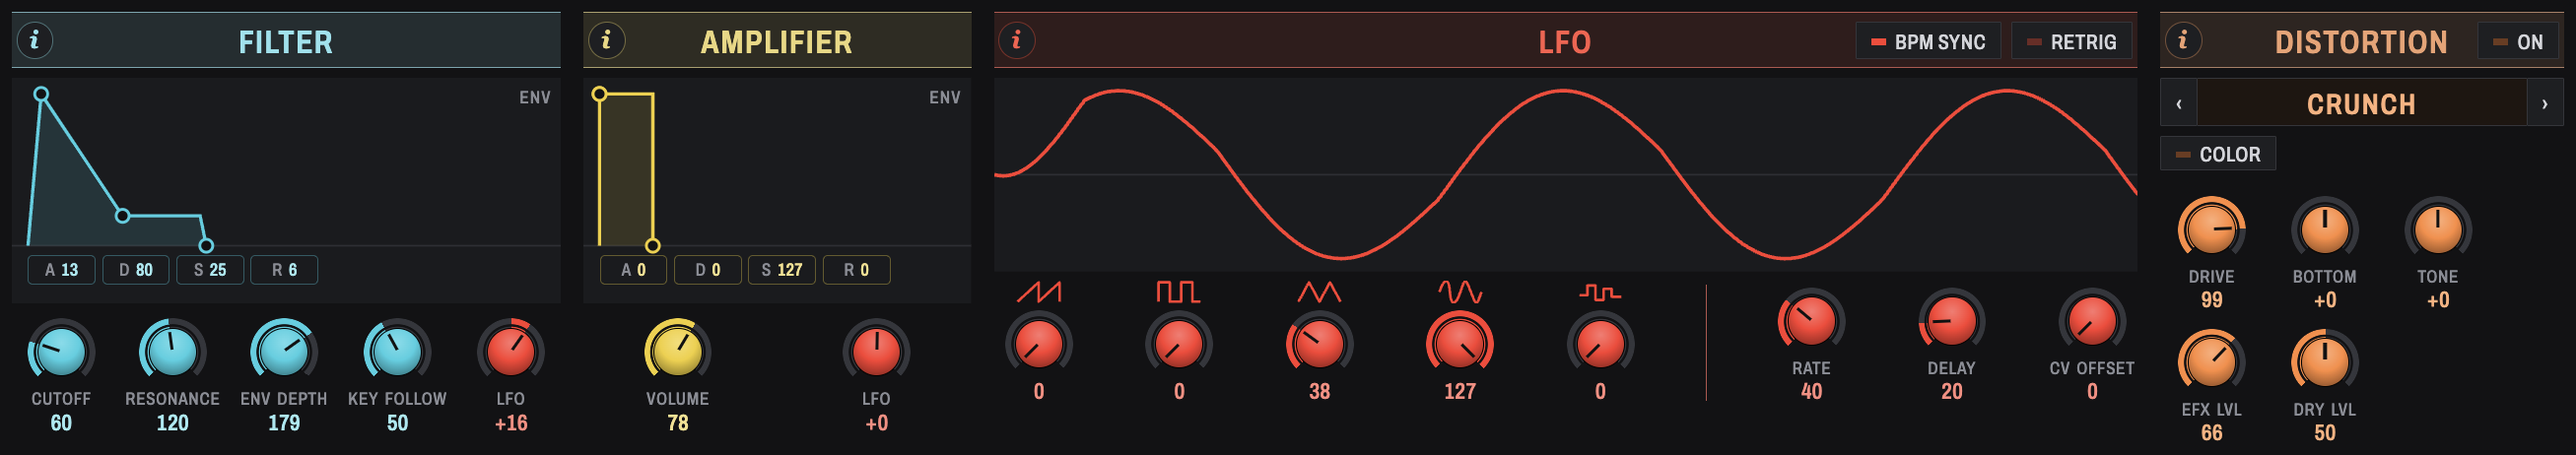 i FILTER
ENV
A 13 D 80 S 25 R 6
CUTOFF RESONANCE ENV DEPTH KEY FOLLOW LFO
60 120 179 50 +16
i AMPLIFIER
ENV
A 0 D 0 S 127 R 0
VOLUME LFO
78 +0
i LFO BPM SYNC RETRIG
0 0 38 127 0
RATE DELAY CV OFFSET
40 20 0
i DISTORTION ON
‹ CRUNCH ›
COLOR
DRIVE BOTTOM TONE
99 +0 +0
EFX LVL DRY LVL
66 50